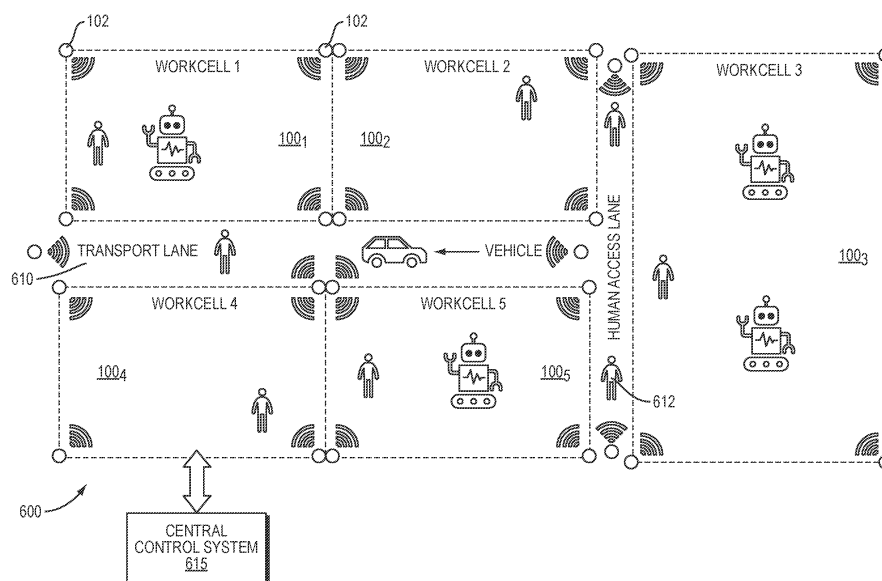 102
102
WORKCELL 1
WORKCELL 2
WORKCELL 3
100₁
100₂
100₃
HUMAN ACCESS LANE
TRANSPORT LANE
VEHICLE
610
WORKCELL 4
WORKCELL 5
100₄
100₅
612
600
CENTRAL
CONTROL SYSTEM
615